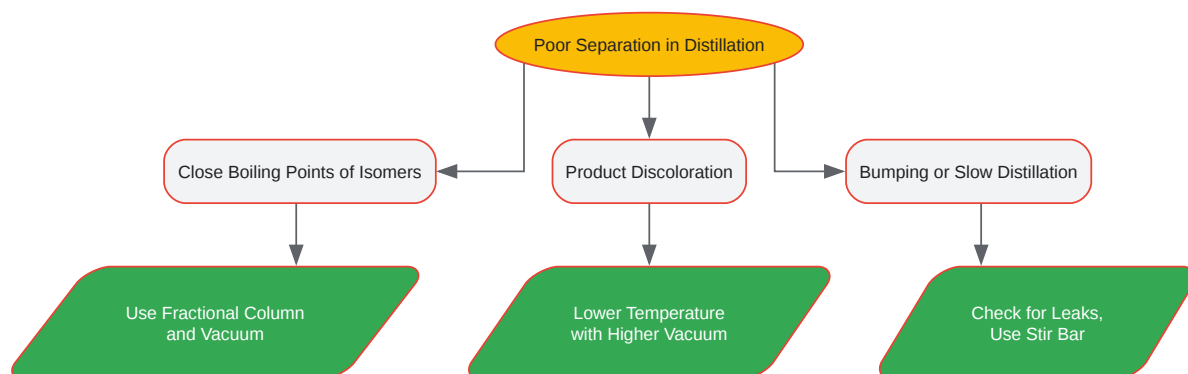 Poor Separation in Distillation
Close Boiling Points of Isomers
Product Discoloration
Bumping or Slow Distillation
Use Fractional Column
and Vacuum
Lower Temperature
with Higher Vacuum
Check for Leaks,
Use Stir Bar